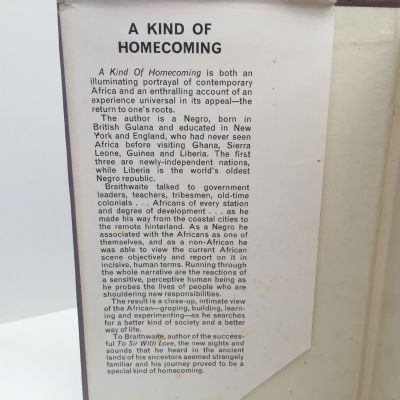 A KIND OF
HOMECOMING
A Kind Of Homecoming is both an
illuminating portrayal of contemporary
Africa and an enthralling account of an
experience universal in its appeal—the
return to one's roots.
The author is a Negro, born in
British Guiana and educated in New
York and England, who had never seen
Africa before visiting Ghana, Sierra
Leone, Guinea and Liberia. The first
three are newly-independent nations,
while Liberia is the world's oldest
Negro republic.
Braithwaite talked to government
leaders, teachers, tribesmen, old-time
colonials . . . Africans of every station
and degree of development . . . as he
made his way from the coastal cities to
the remote hinterland. As a Negro he
associated with the Africans as one of
themselves, and as a non-African he
was able to view the current African
scene objectively and report on it in
incisive, human terms. Running through
the whole narrative are the reactions of
a sensitive, perceptive human being as
he probes the lives of people who are
shouldering new responsibilities.
The result is a close-up, intimate view
of the African—groping, building, learn-
ing and experimenting—as he searches
for a better kind of society and a better
way of life.
To Braithwaite, author of the success-
ful To Sir With Love, the new sights and
sounds that he heard in the ancient
lands of his ancestors seemed strangely
familiar and his journey proved to be a
special kind of homecoming.